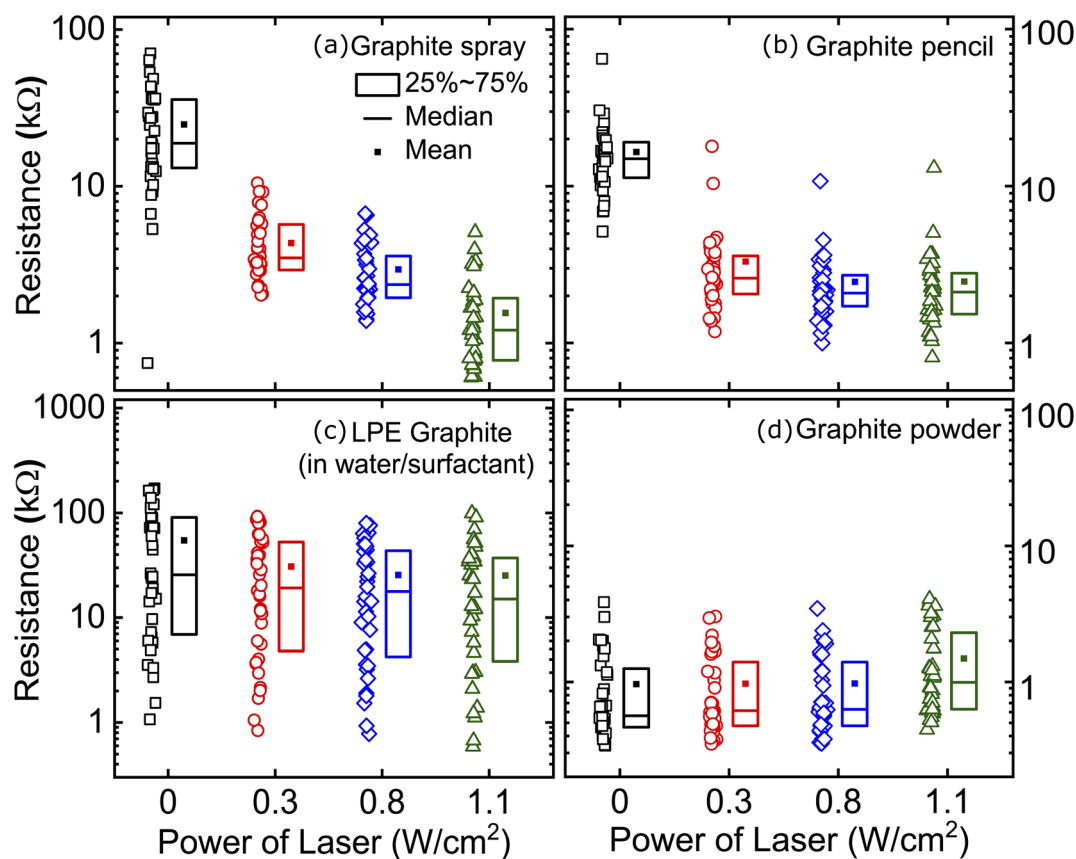 100
10
1
Resistance (kΩ)
(a) Graphite spray
25%~75%
Median
Mean
(b) Graphite pencil
100
10
1
1000
100
10
1
Resistance (kΩ)
(c) LPE Graphite
(in water/surfactant)
(d) Graphite powder
100
10
1
0 0.3 0.8 1.1
Power of Laser (W/cm²)
0 0.3 0.8 1.1
Power of Laser (W/cm²)